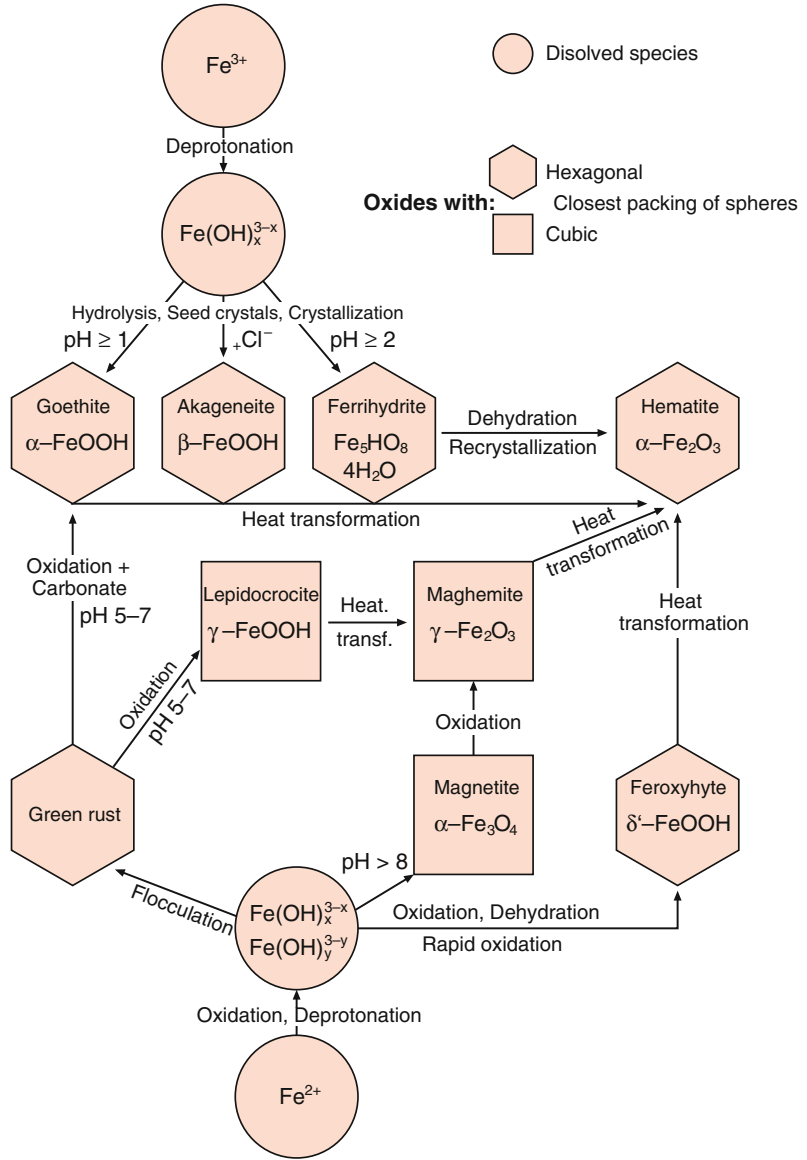 Fe³⁺
Disolved species
Deprotonation
Hexagonal
Oxides with:
Closest packing of spheres
Cubic
Fe(OH)ₓ³⁻ˣ
Hydrolysis, Seed crystals, Crystallization
pH ≥ 1
+Cl⁻
pH ≥ 2
Goethite
α–FeOOH
Akageneite
β–FeOOH
Ferrihydrite
Fe₅HO₈
4H₂O
Dehydration
Recrystallization
Hematite
α–Fe₂O₃
Heat transformation
Heat
transformation
Oxidation +
Carbonate
pH 5–7
Lepidocrocite
γ–FeOOH
Heat.
transf.
Maghemite
γ–Fe₂O₃
Heat
transformation
Oxidation
pH 5–7
Oxidation
Green rust
Magnetite
α–Fe₃O₄
Feroxyhyte
δ‘–FeOOH
pH > 8
Flocculation
Fe(OH)ₓ³⁻ˣ
Fe(OH)y³⁻ʸ
Oxidation, Dehydration
Rapid oxidation
Oxidation, Deprotonation
Fe²⁺